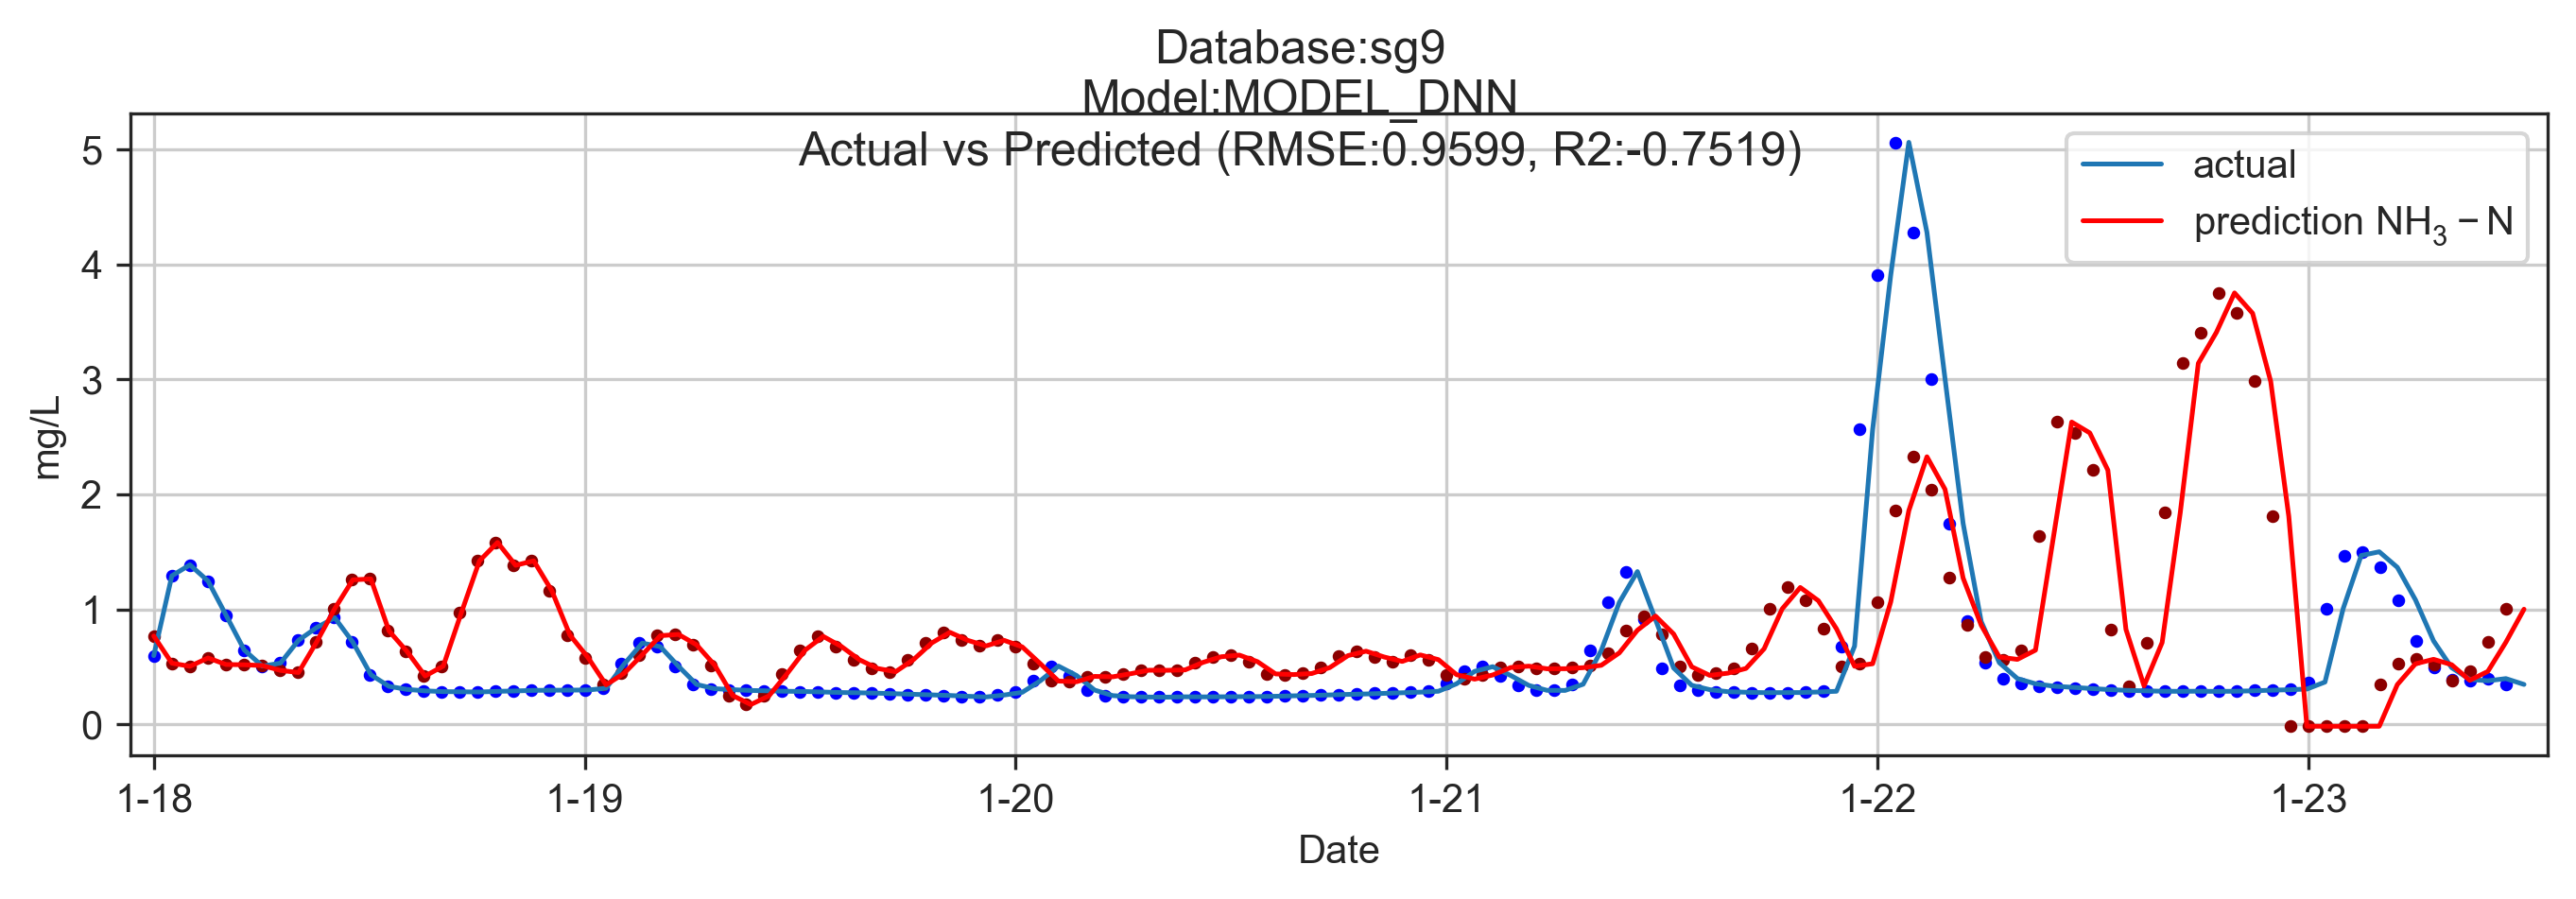 Database:sg9
Model:MODEL_DNN
Actual vs Predicted (RMSE:0.9599, R2:-0.7519)
actual
prediction NH₃ − N
5
4
3
2
1
0
mg/L
1-18 1-19 1-20 1-21 1-22 1-23
Date